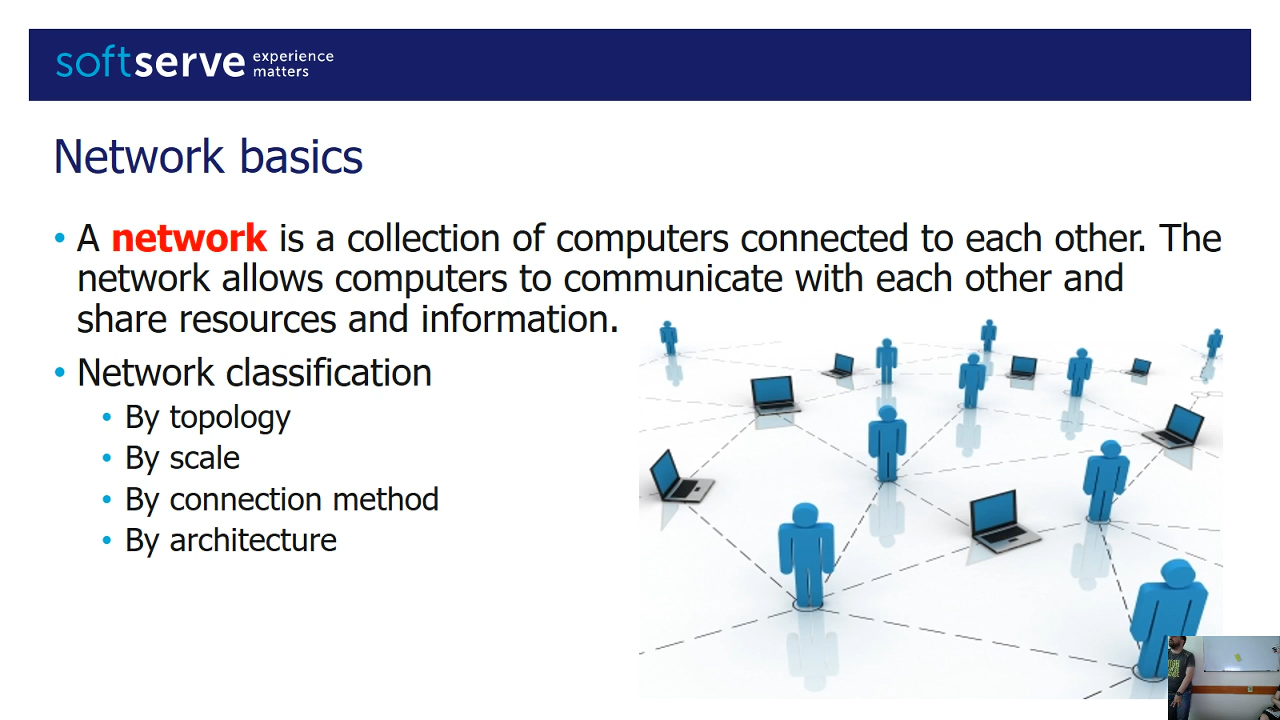 softserve experience matters
Network basics
• A network is a collection of computers connected to each other. The
network allows computers to communicate with each other and
share resources and information.
• Network classification
• By topology
• By scale
• By connection method
• By architecture